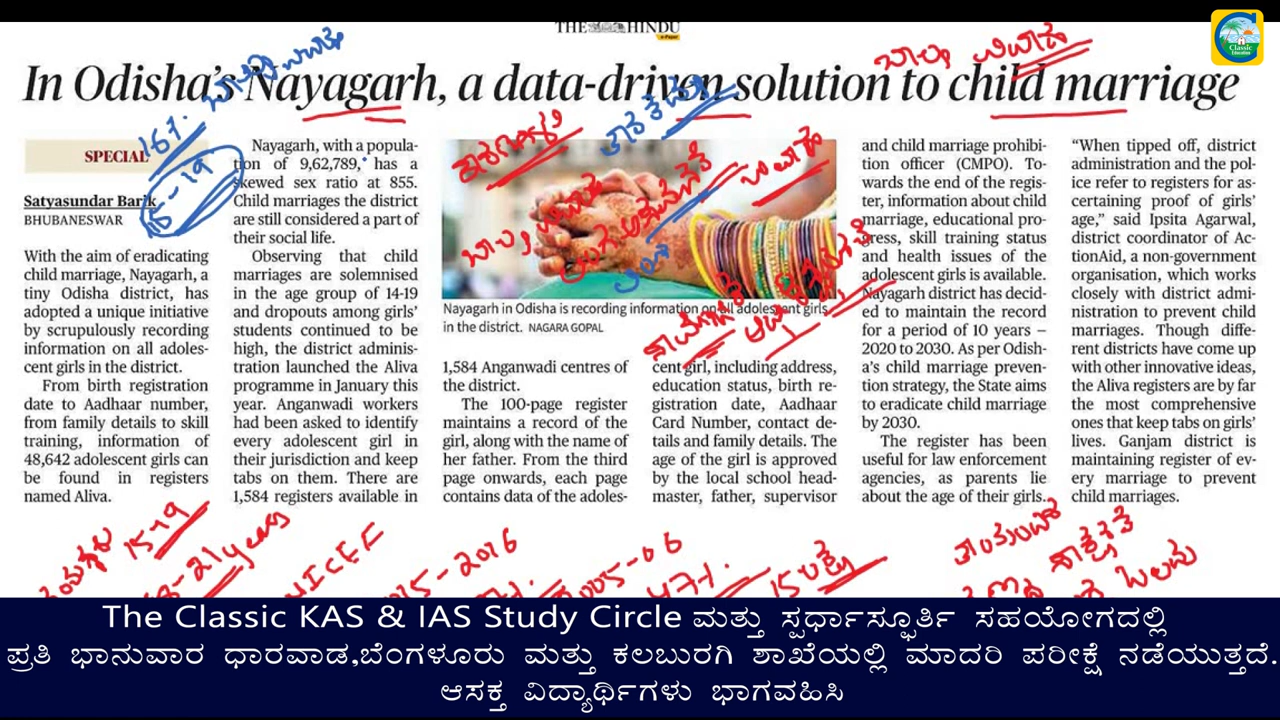 THE HINDU
e-Paper
Classic
Education
In Odisha's Nayagarh, a data-driven solution to child marriage
SPECIAL
Satyasundar Barik
BHUBANESWAR
With the aim of eradicating
child marriage, Nayagarh, a
tiny Odisha district, has
adopted a unique initiative
by scrupulously recording
information on all adoles-
cent girls in the district.
From birth registration
date to Aadhaar number,
from family details to skill
training, information of
48,642 adolescent girls can
be found in registers
named Aliva.
Nayagarh, with a popula-
tion of 9,62,789, has a
skewed sex ratio at 855.
Child marriages the district
are still considered a part of
their social life.
Observing that child
marriages are solemnised
in the age group of 14-19
and dropouts among girls'
students continued to be
high, the district adminis-
tration launched the Aliva
programme in January this
year. Anganwadi workers
had been asked to identify
every adolescent girl in
their jurisdiction and keep
tabs on them. There are
1,584 registers available in
Nayagarh in Odisha is recording information on all adolescent girls
in the district. NAGARA GOPAL
1,584 Anganwadi centres of
the district.
The 100-page register
maintains a record of the
girl, along with the name of
her father. From the third
page onwards, each page
contains data of the adoles-
cent girl, including address,
education status, birth re-
gistration date, Aadhaar
Card Number, contact de-
tails and family details. The
age of the girl is approved
by the local school head-
master, father, supervisor
and child marriage prohibi-
tion officer (CMPO). To-
wards the end of the regis-
ter, information about child
marriage, educational pro-
gress, skill training status
and health issues of the
adolescent girls is available.
Nayagarh district has decid-
ed to maintain the record
for a period of 10 years –
2020 to 2030. As per Odish-
a's child marriage preven-
tion strategy, the State aims
to eradicate child marriage
by 2030.
The register has been
useful for law enforcement
agencies, as parents lie
about the age of their girls.
"When tipped off, district
administration and the pol-
ice refer to registers for as-
certaining proof of girls'
age," said Ipsita Agarwal,
district coordinator of Ac-
tionAid, a non-government
organisation, which works
closely with district admi-
nistration to prevent child
marriages. Though diffe-
rent districts have come up
with other innovative ideas,
the Aliva registers are by far
the most comprehensive
ones that keep tabs on girls'
lives. Ganjam district is
maintaining register of ev-
ery marriage to prevent
child marriages.
ಬಾಲ್ಯ ವಿವಾಹ
15-19
15-19
21 years
2005-06
The Classic KAS & IAS Study Circle ಮತ್ತು ಸ್ಪರ್ಧಾಸ್ಫೂರ್ತಿ ಸಹಯೋಗದಲ್ಲಿ
ಪ್ರತಿ ಭಾನುವಾರ ಧಾರವಾಡ,ಬೆಂಗಳೂರು ಮತ್ತು ಕಲಬುರಗಿ ಶಾಖೆಯಲ್ಲಿ ಮಾದರಿ ಪರೀಕ್ಷೆ ನಡೆಯುತ್ತದೆ.
ಆಸಕ್ತ ವಿದ್ಯಾರ್ಥಿಗಳು ಭಾಗವಹಿಸಿ